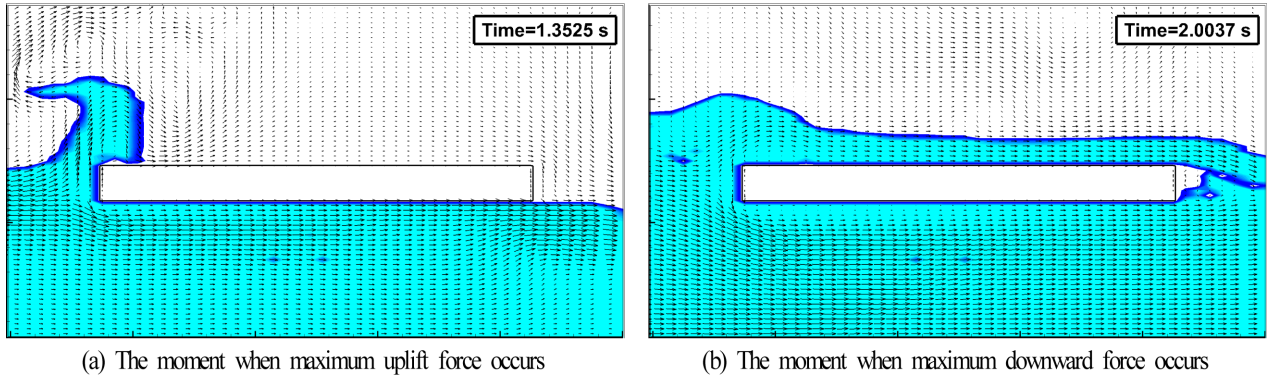 Time=1.3525 s
Time=2.0037 s
(a) The moment when maximum uplift force occurs
(b) The moment when maximum downward force occurs